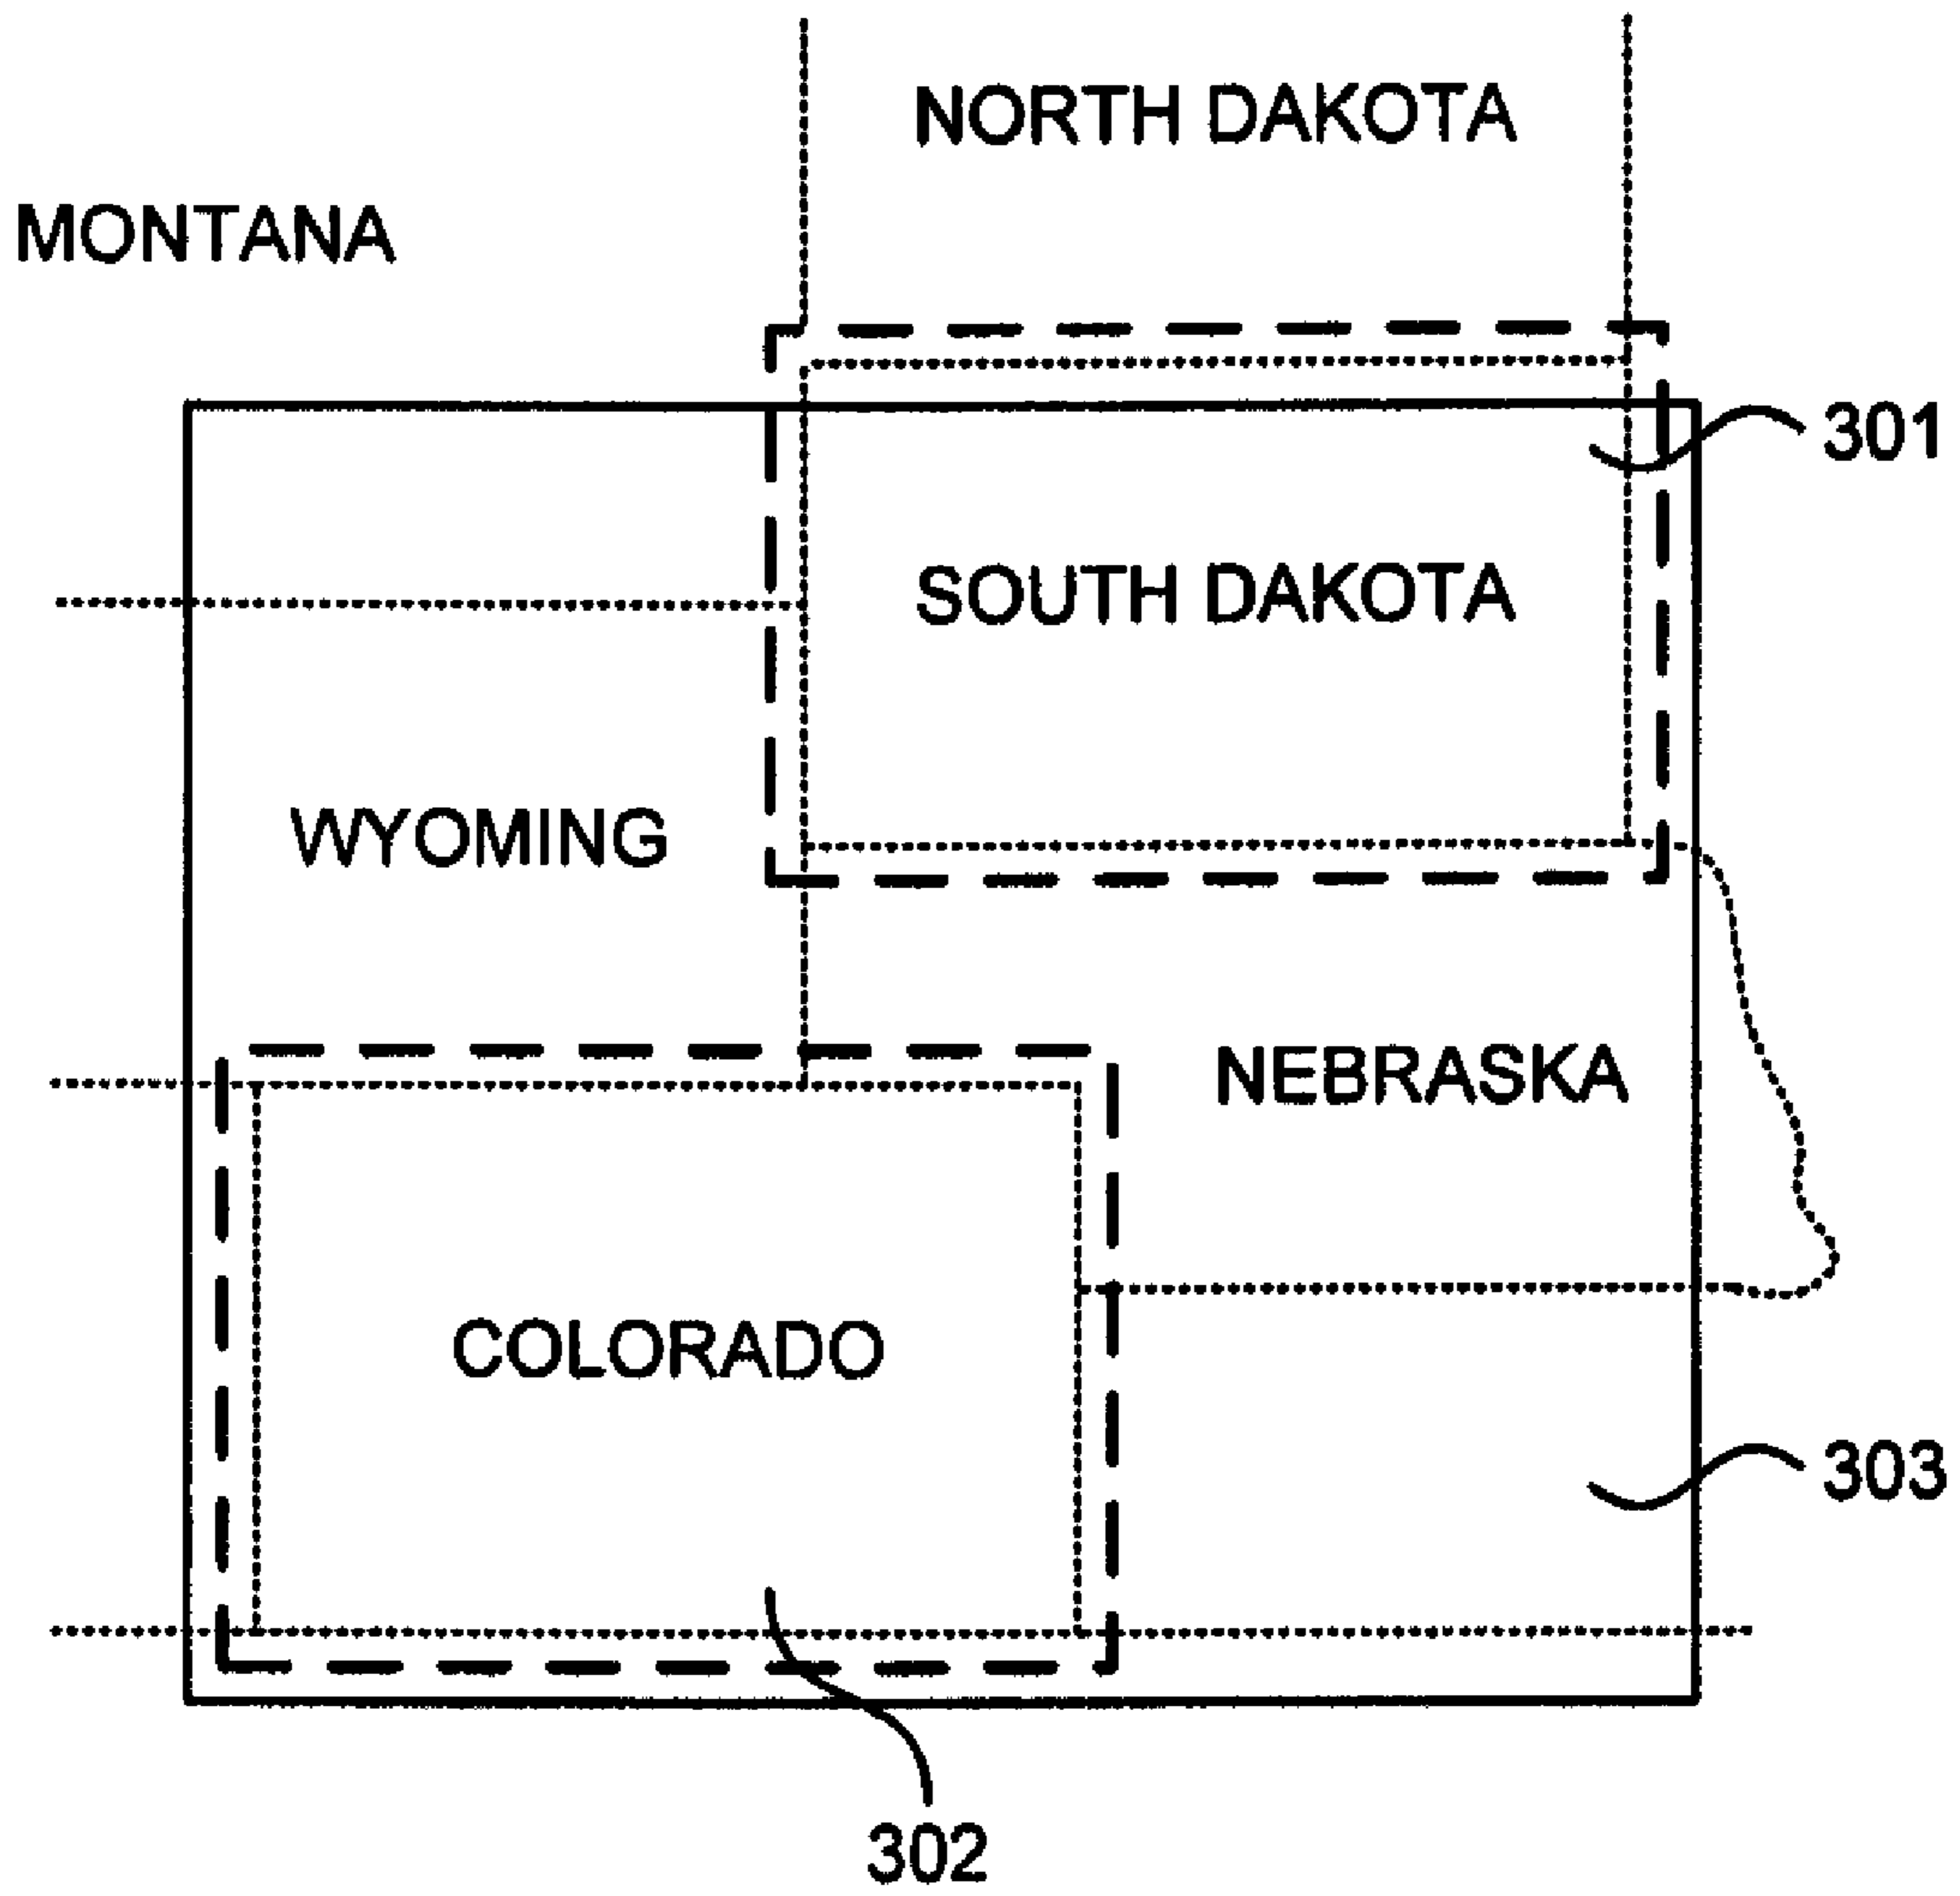 NORTH DAKOTA
MONTANA
301
SOUTH DAKOTA
WYOMING
NEBRASKA
COLORADO
303
302